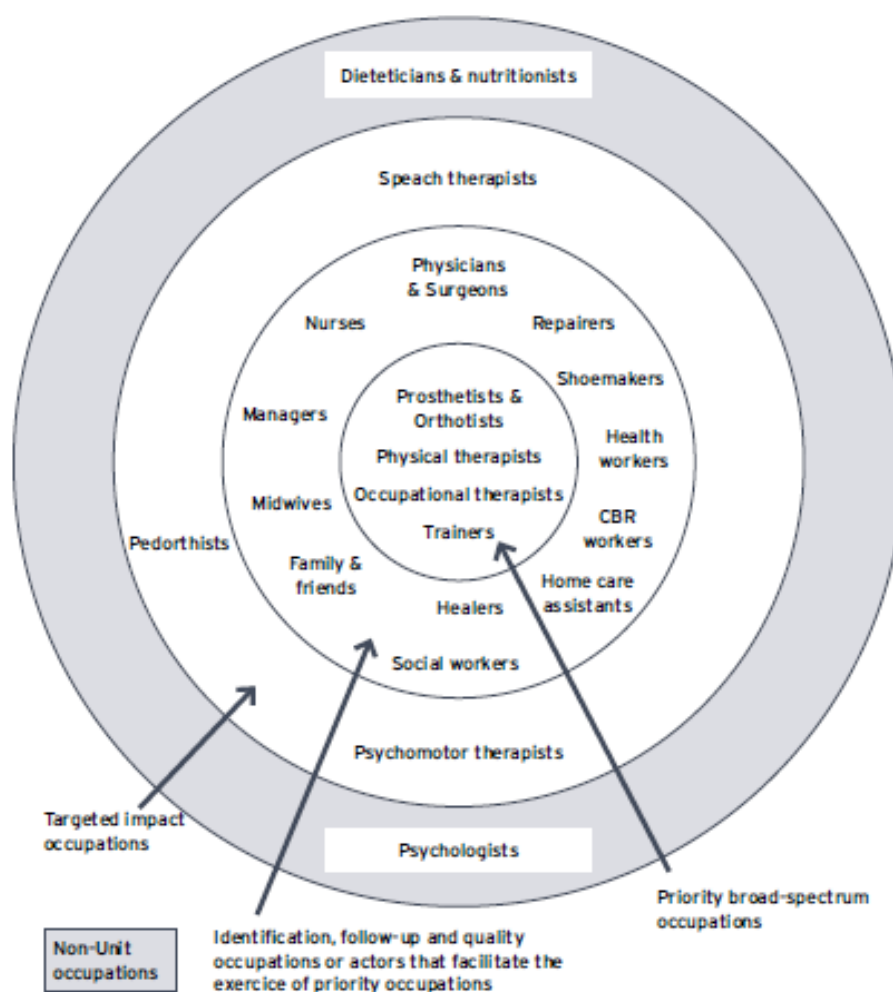 Dieteticians & nutritionists
Speach therapists
Physicians
& Surgeons
Nurses
Repairers
Shoemakers
Prosthetists &
Orthotists
Managers
Health
workers
Physical therapists
Occupational therapists
Midwives
CBR
workers
Trainers
Pedorthists
Family &
friends
Home care
assistants
Healers
Social workers
Psychomotor therapists
Targeted impact
occupations
Psychologists
Priority broad-spectrum
occupations
Non-Unit
occupations
Identification, follow-up and quality
occupations or actors that facilitate the
exercice of priority occupations